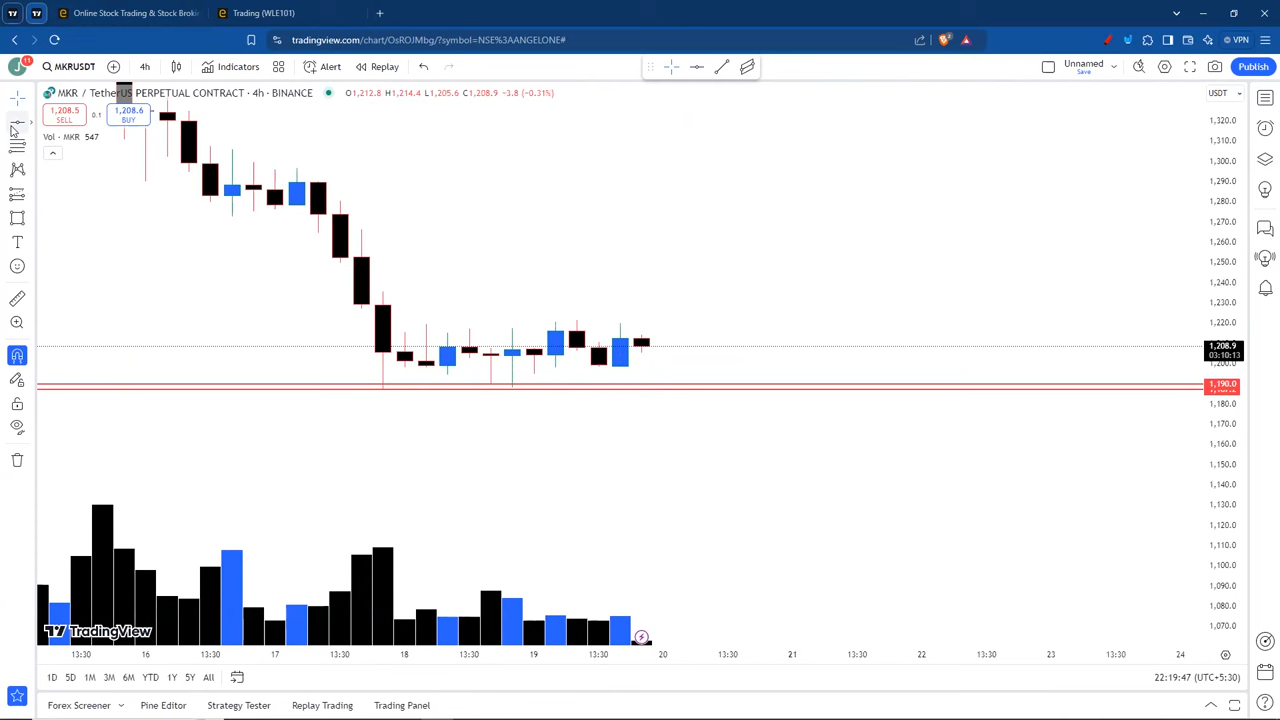 Online Stock Trading & Stock Brokin
Trading (WLE101)
tradingview.com/chart/OsROJMbg/?symbol=NSE%3AANGELONE#
2
VPN
J
11
MKRUSDT
4h
Indicators
Alert
Replay
Unnamed
Save
Publish
MKR / TetherUS PERPETUAL CONTRACT · 4h · BINANCE
O1,212.8 H1,214.4 L1,205.6 C1,208.9 −3.8 (−0.31%)
USDT
1,208.5
SELL
0.1
1,208.6
BUY
Vol · MKR 547
1,320.0
1,310.0
1,300.0
1,290.0
1,280.0
1,270.0
1,260.0
1,250.0
1,240.0
1,230.0
1,220.0
1,208.9
03:10:13
1,200.0
1,190.0
1,180.0
1,170.0
1,160.0
1,150.0
1,140.0
1,130.0
1,120.0
1,110.0
1,100.0
1,090.0
1,080.0
1,070.0
TradingView
13:30 16 13:30 17 13:30 18 13:30 19 13:30 20 13:30 21 13:30 22 13:30 23 13:30 24
1D 5D 1M 3M 6M YTD 1Y 5Y All
22:19:47 (UTC+5:30)
Forex Screener
Pine Editor
Strategy Tester
Replay Trading
Trading Panel